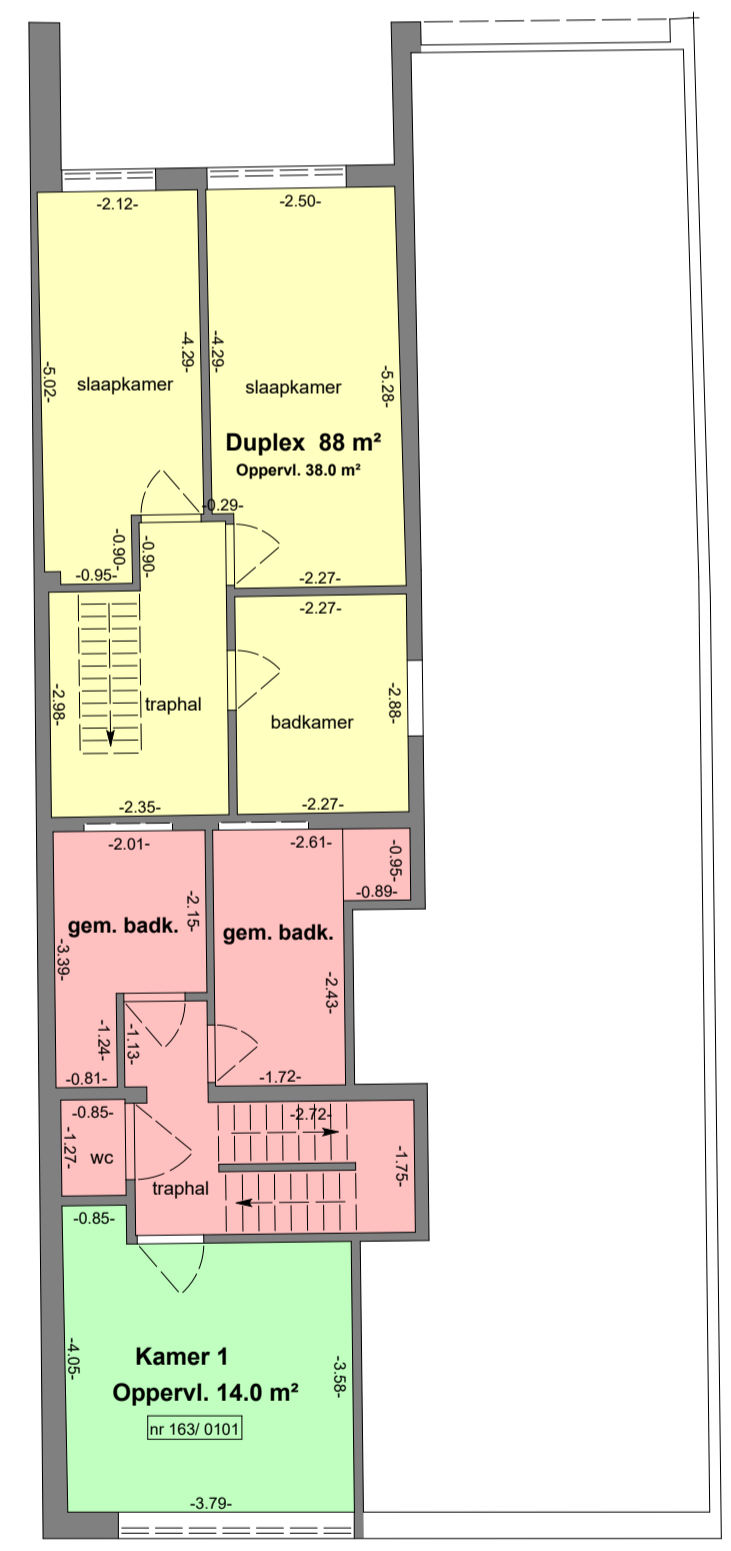 -2.12-
-2.50-
-5.02-
-4.29-
-4.29-
-5.28-
slaapkamer
slaapkamer
Duplex 88 m²
Oppervl. 38.0 m²
-0.29-
-0.90-
-0.90-
-0.95-
-2.27-
-2.27-
-2.98-
traphal
-2.88-
badkamer
-2.35-
-2.27-
-2.01-
-2.61-
-0.95-
-0.89-
-2.15-
gem. badk.
gem. badk.
-3.39-
-2.43-
-1.24-
-1.13-
-0.81-
-1.72-
-0.85-
-2.72-
-1.27-
wc
-1.75-
traphal
-0.85-
-4.05-
Kamer 1
-3.58-
Oppervl. 14.0 m²
nr 163/ 0101
-3.79-